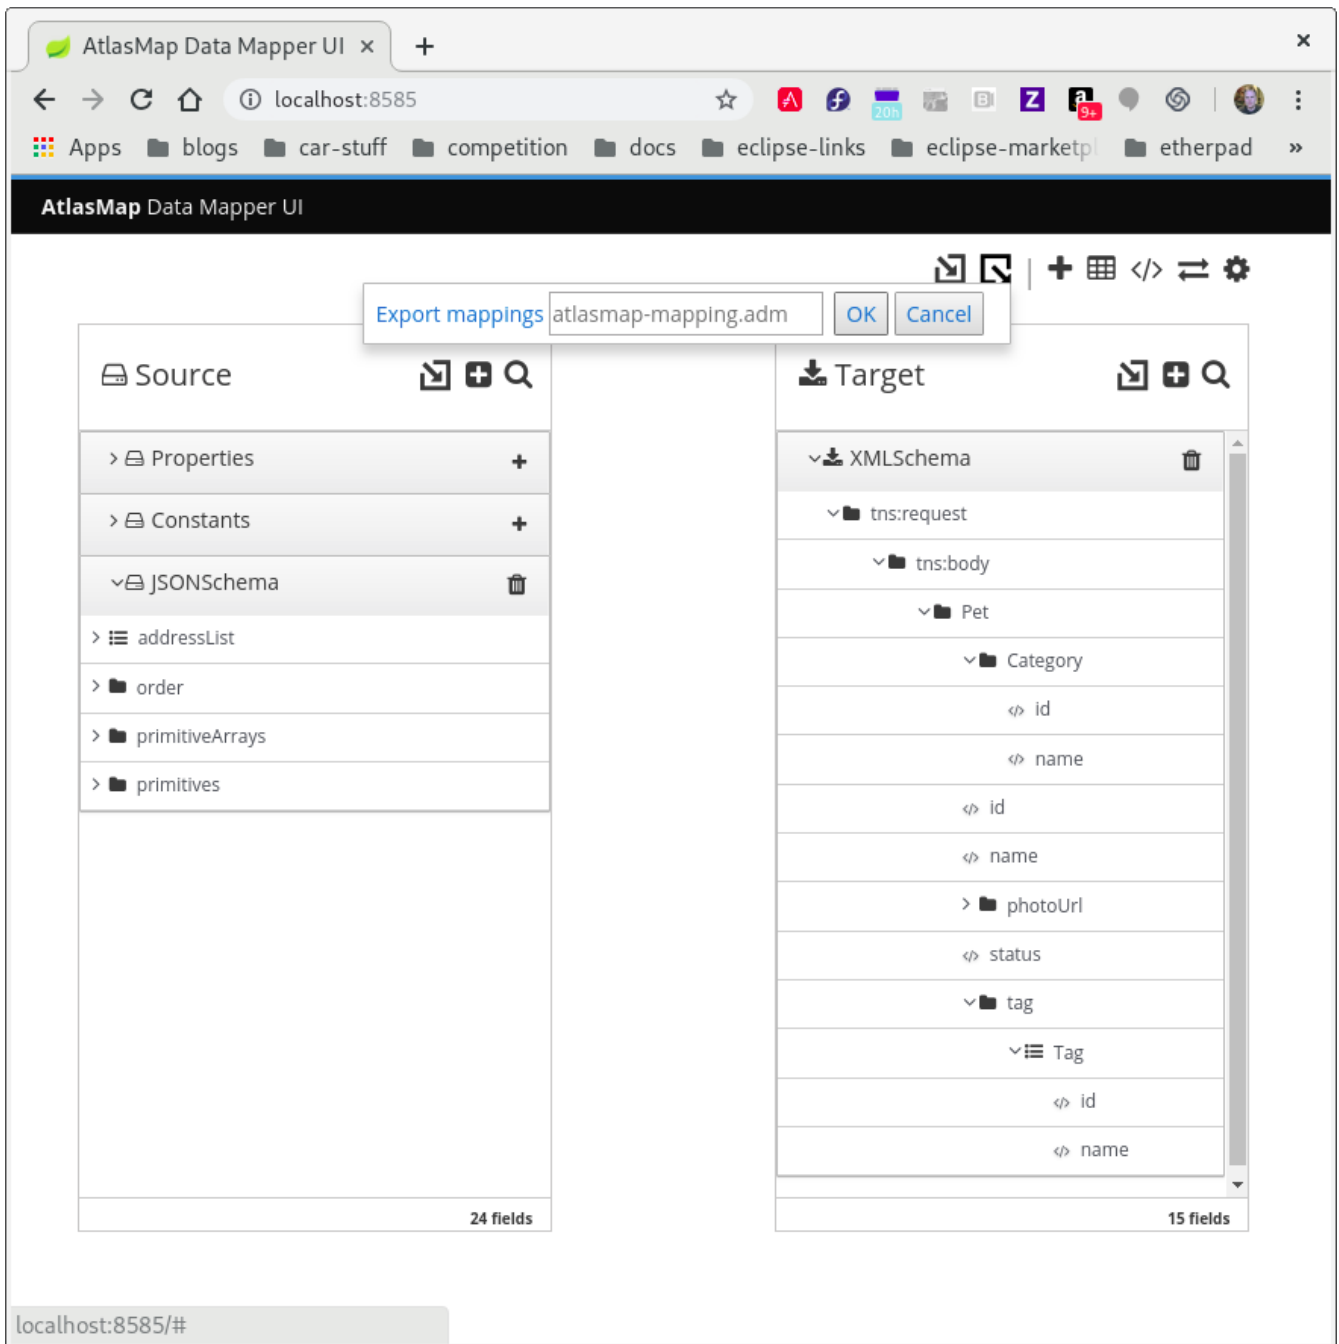 AtlasMap Data Mapper UI
localhost:8585
20h
B
Z
a
9+
Apps blogs car-stuff competition docs eclipse-links eclipse-marketpl etherpad »
AtlasMap Data Mapper UI
Export mappings atlasmap-mapping.adm OK Cancel
Source
Properties
Constants
JSONSchema
addressList
order
primitiveArrays
primitives
24 fields
Target
XMLSchema
tns:request
tns:body
Pet
Category
</> id
</> name
</> id
</> name
photoUrl
</> status
tag
Tag
</> id
</> name
15 fields
localhost:8585/#